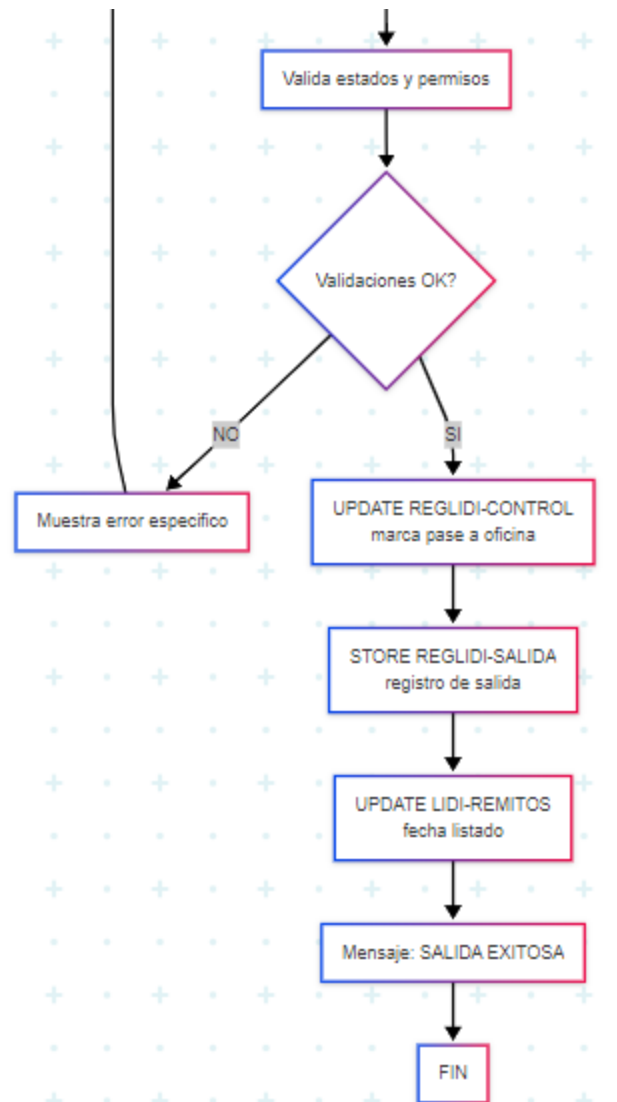 Valida estados y permisos
Validaciones OK?
NO
SI
Muestra error específico
UPDATE REGLIDI-CONTROL
marca pase a oficina
STORE REGLIDI-SALIDA
registro de salida
UPDATE LIDI-REMITOS
fecha listado
Mensaje: SALIDA EXITOSA
FIN